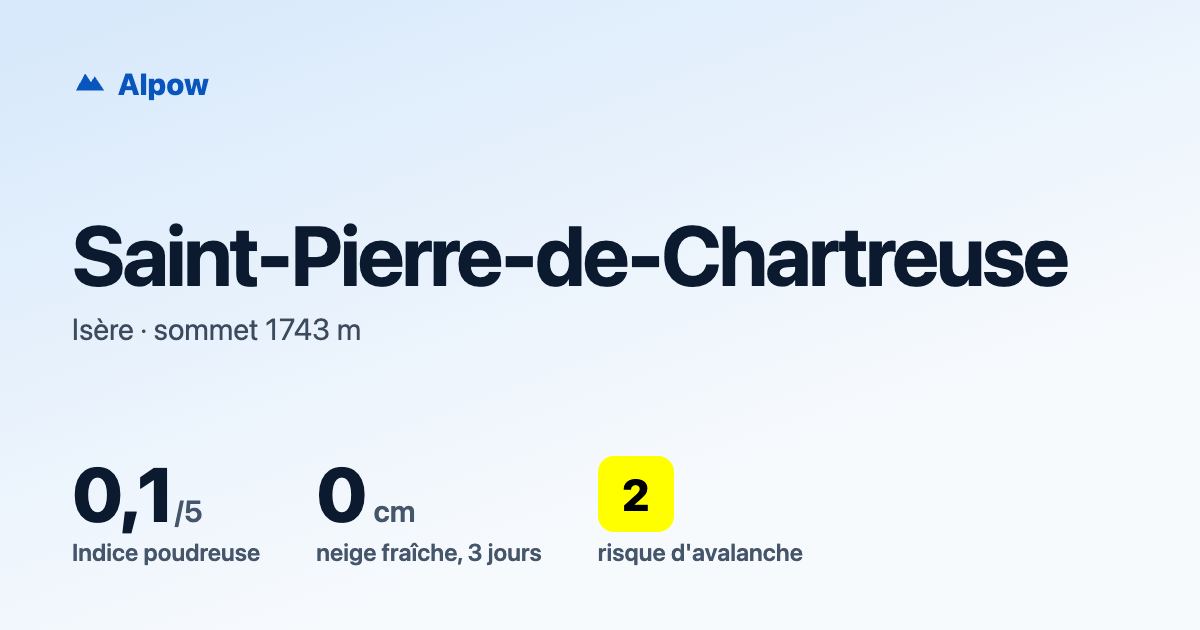 Alpow
Saint-Pierre-de-Chartreuse
Isère · sommet 1743 m
0,1/5
Indice poudreuse
0 cm
neige fraîche, 3 jours
2
risque d'avalanche